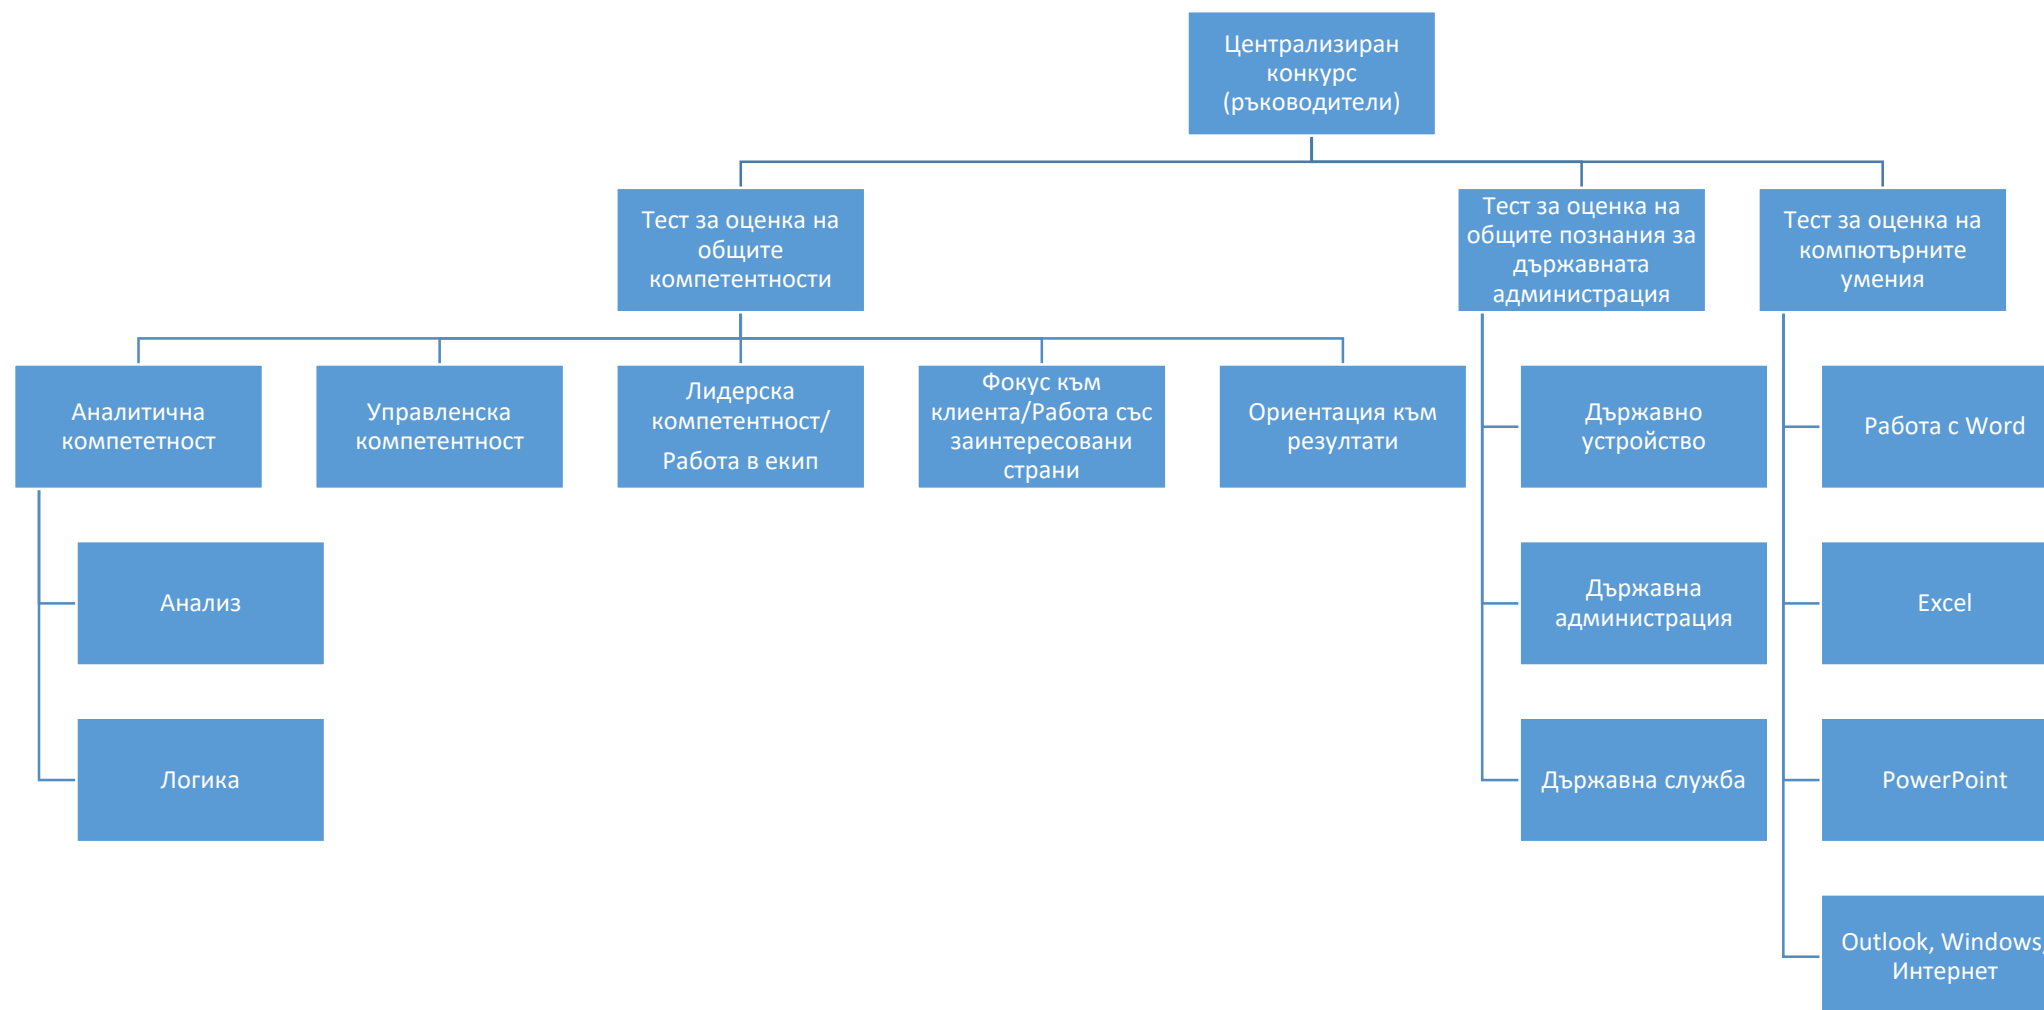 Централизиран
конкурс
(ръководители)
Тест за оценка на
общите
компетентности
Тест за оценка на
общите познания за
държавната
администрация
Тест за оценка на
компютърните
умения
Аналитична
компететност
Управленска
компетентност
Лидерска
компетентност/
Работа в екип
Фокус към
клиента/Работа със
заинтересовани
страни
Ориентация към
резултати
Държавно
устройство
Работа с Word
Анализ
Държавна
администрация
Excel
Логика
Държавна служба
PowerPoint
Outlook, Windows,
Интернет